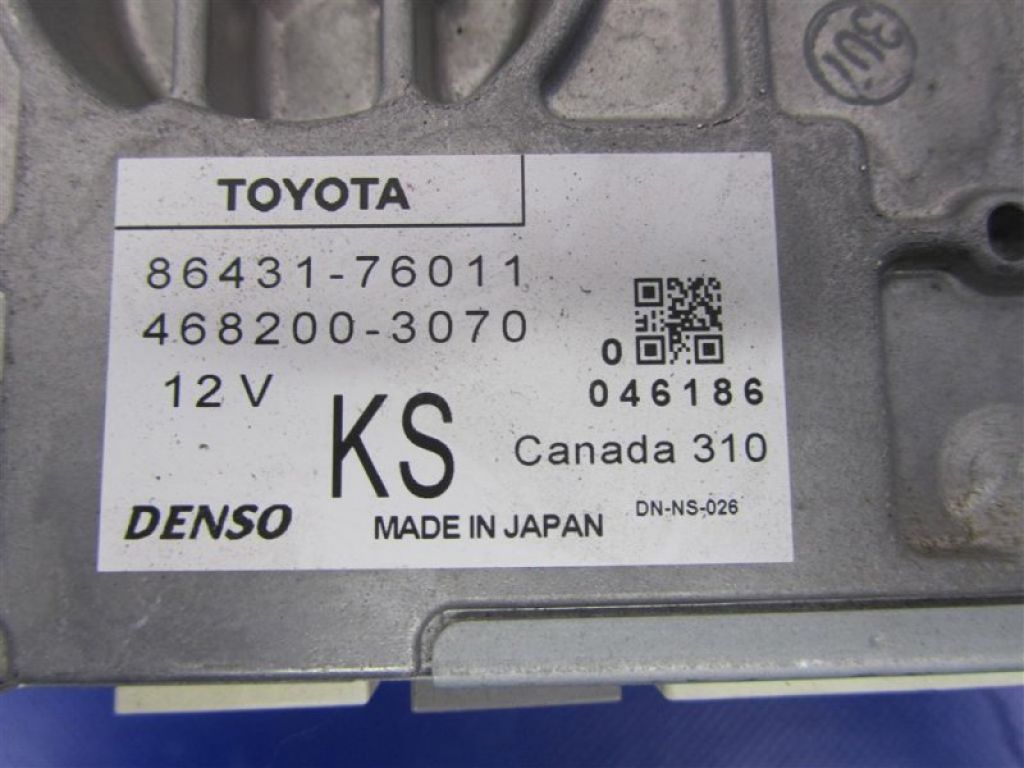 TOYOTA
86431-76011
468200-3070
0
046186
12V
KS
Canada 310
DENSO
MADE IN JAPAN
DN-NS-026